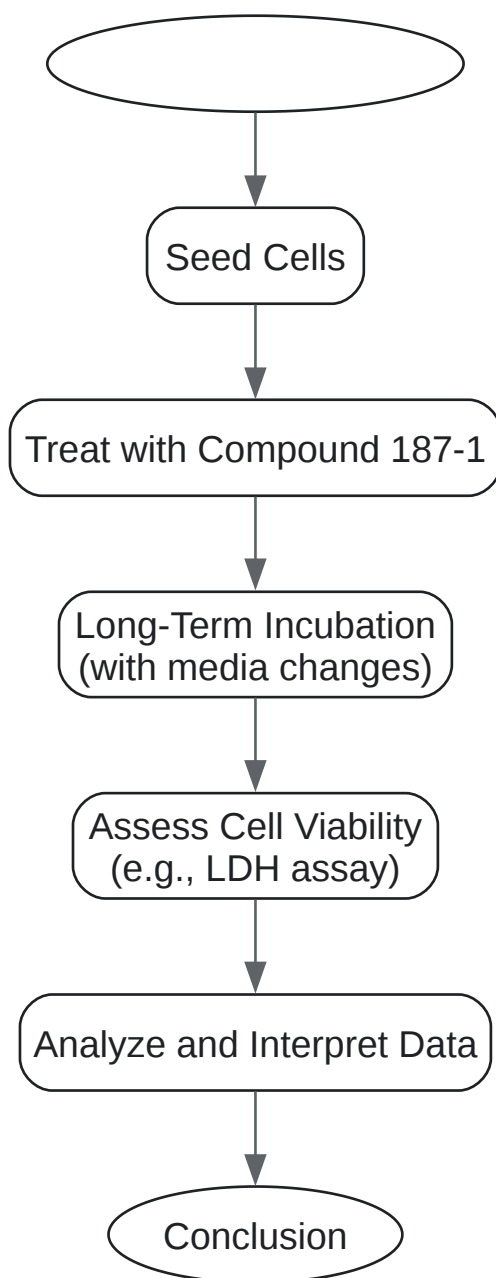 Seed Cells
Treat with Compound 187-1
Long-Term Incubation
(with media changes)
Assess Cell Viability
(e.g., LDH assay)
Analyze and Interpret Data
Conclusion